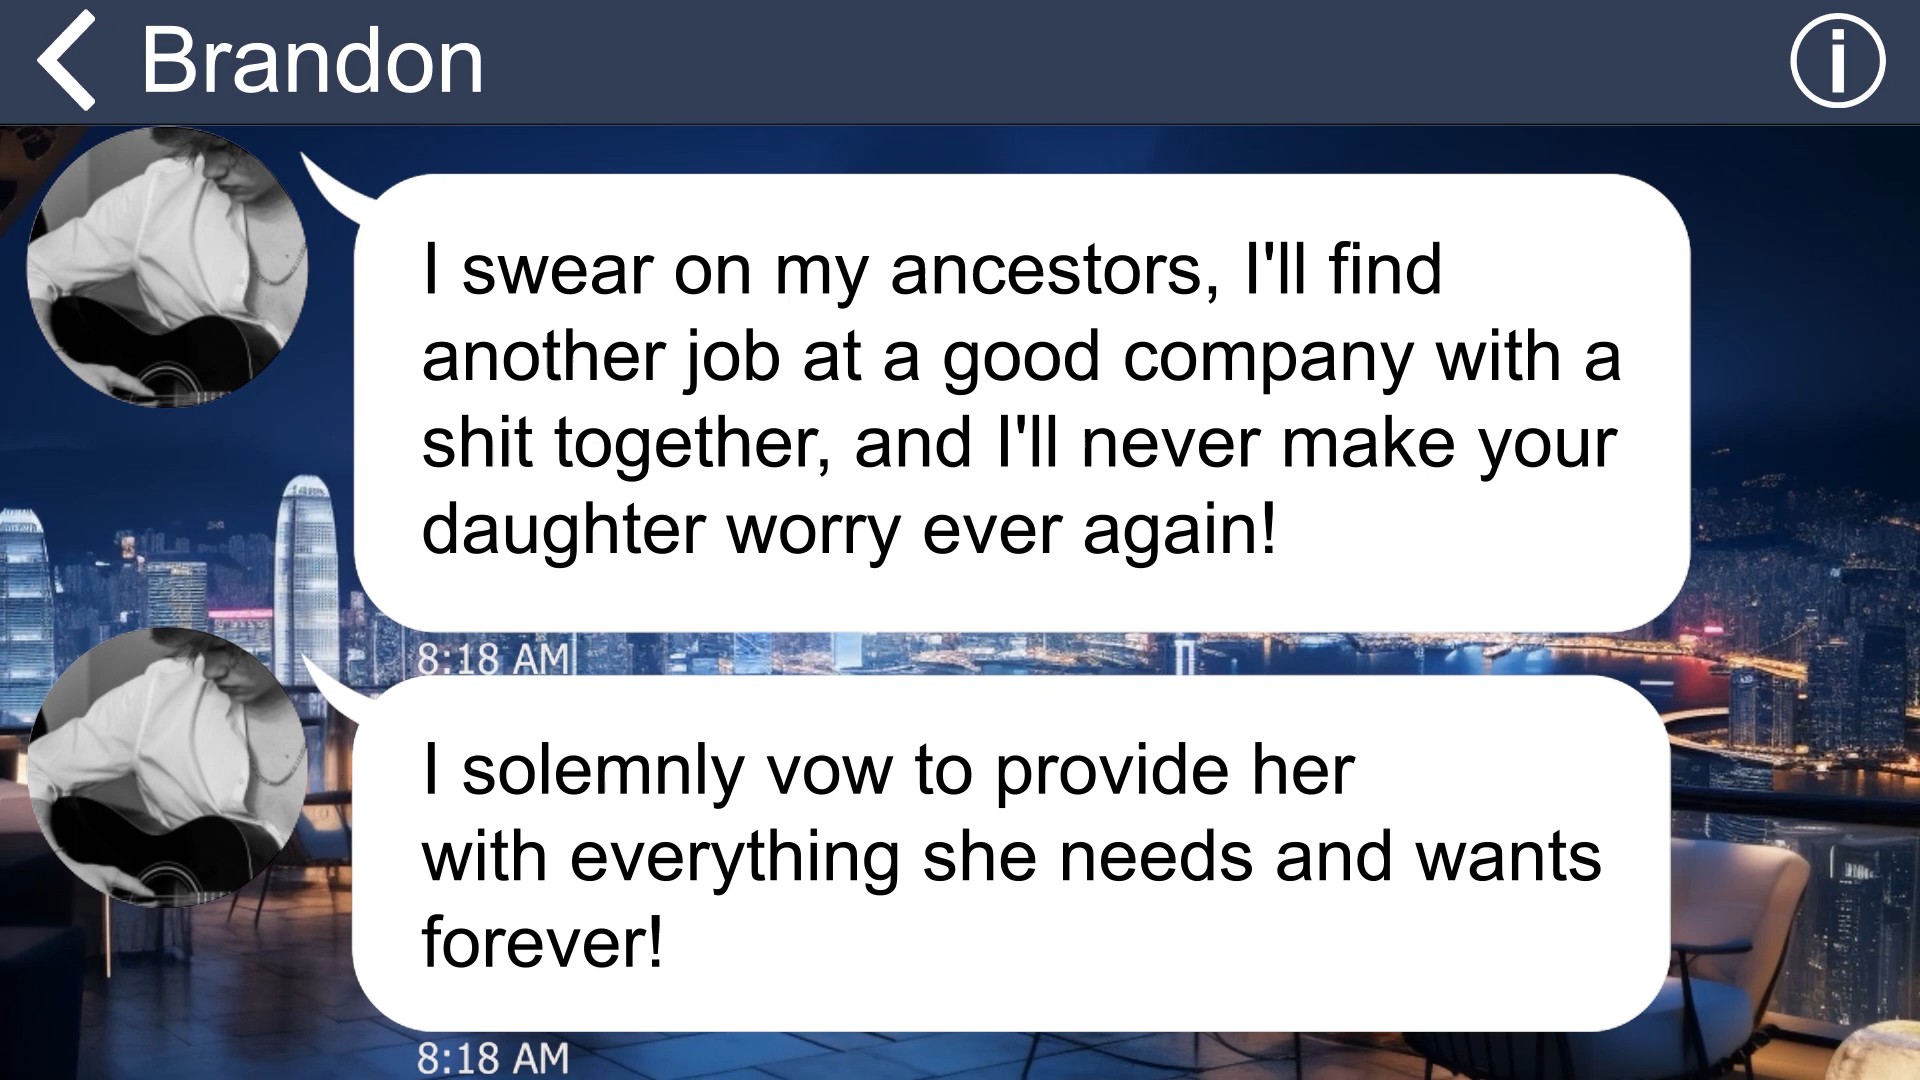 Brandon
I swear on my ancestors, I'll find
another job at a good company with a
shit together, and I'll never make your
daughter worry ever again!
8:18 AM
I solemnly vow to provide her
with everything she needs and wants
forever!
8:18 AM